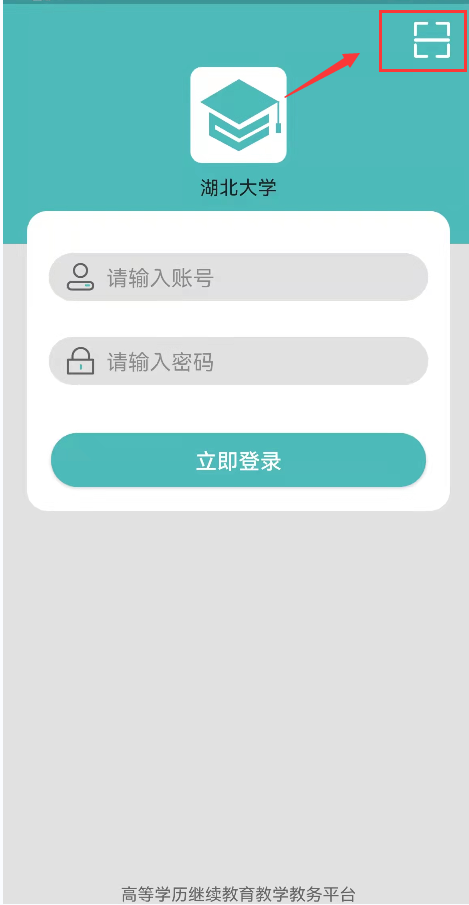 湖北大学
请输入账号
请输入密码
立即登录
高等学历继续教育教学教务平台